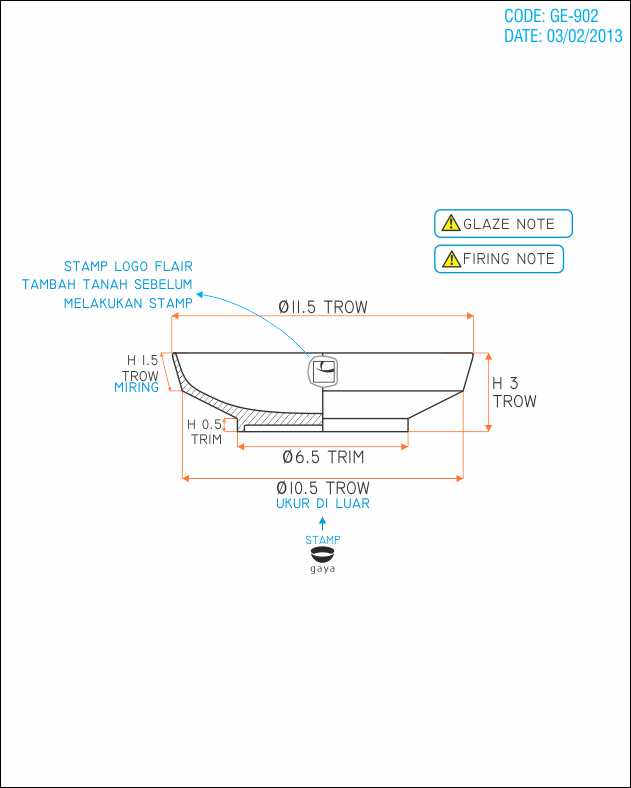 CODE: GE-902
DATE: 03/02/2013
GLAZE NOTE
FIRING NOTE
STAMP LOGO FLAIR
TAMBAH TANAH SEBELUM
MELAKUKAN STAMP
Ø11.5 TROW
H 1.5
TROW
MIRING
H 3
TROW
H 0.5
TRIM
Ø6.5 TRIM
Ø10.5 TROW
UKUR DI LUAR
STAMP
gaya